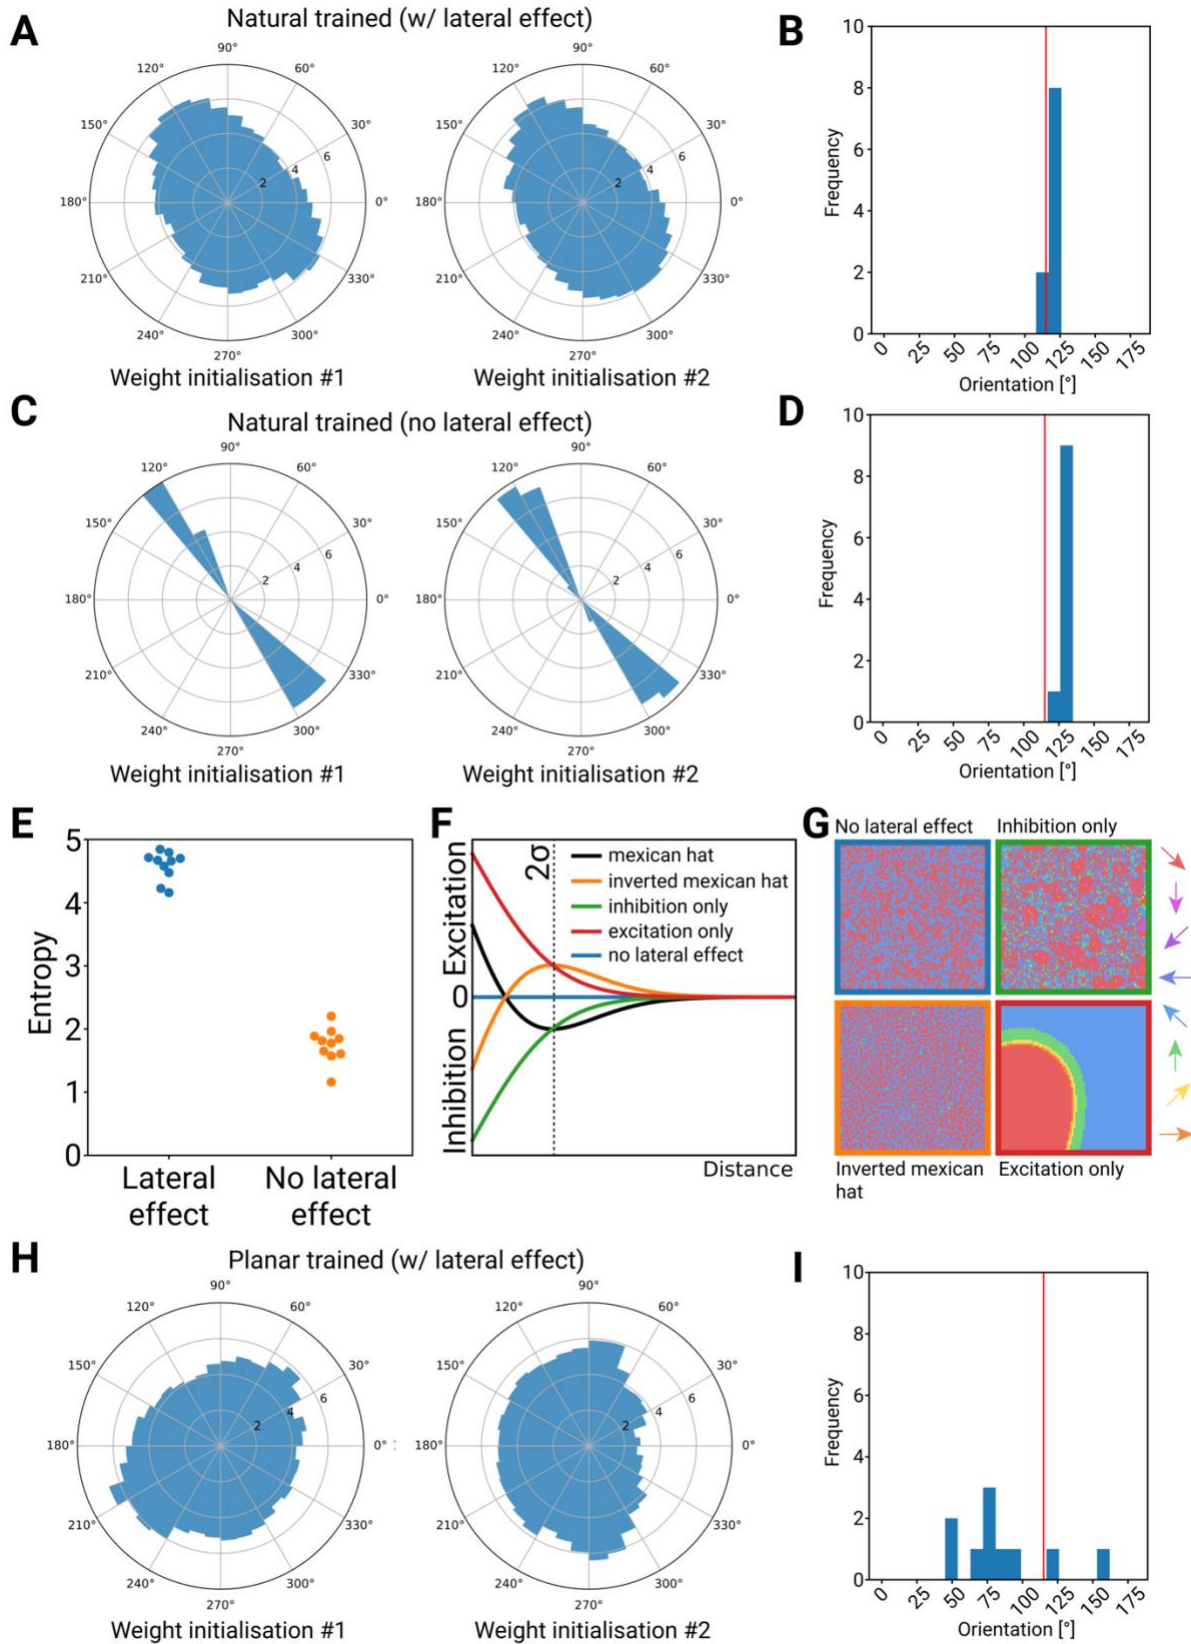 A
Natural trained (w/ lateral effect)
90°
120°
60°
150°
30°
6
4
2
180°
0°
210°
330°
240°
300°
270°
Weight initialisation #1
90°
120°
60°
150°
30°
6
4
2
180°
0°
210°
330°
240°
300°
270°
Weight initialisation #2
B
10
8
6
4
2
0
Frequency
0 25 50 75 100 125 150 175
Orientation [°]
C
Natural trained (no lateral effect)
90°
120°
60°
150°
30°
6
4
2
180°
0°
210°
330°
240°
300°
270°
Weight initialisation #1
90°
120°
60°
150°
30°
6
4
2
180°
0°
210°
330°
240°
300°
270°
Weight initialisation #2
D
10
8
6
4
2
0
Frequency
0 25 50 75 100 125 150 175
Orientation [°]
E
5
4
3
2
1
0
Entropy
Lateral
effect
No lateral
effect
F
Excitation
0
Inhibition
2σ
mexican hat
inverted mexican hat
inhibition only
excitation only
no lateral effect
Distance
G
No lateral effect
Inhibition only
Inverted mexican
hat
Excitation only
H
Planar trained (w/ lateral effect)
90°
120°
60°
150°
30°
6
4
2
180°
0°
210°
330°
240°
300°
270°
Weight initialisation #1
90°
120°
60°
150°
30°
6
4
2
180°
0°
210°
330°
240°
300°
270°
Weight initialisation #2
I
10
8
6
4
2
0
Frequency
0 25 50 75 100 125 150 175
Orientation [°]